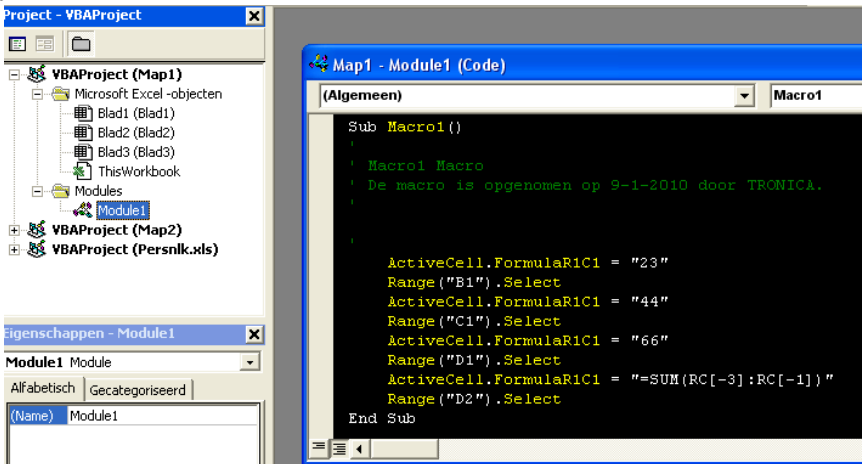 Project - VBAProject
VBAProject (Map1)
Microsoft Excel -objecten
Blad1 (Blad1)
Blad2 (Blad2)
Blad3 (Blad3)
ThisWorkbook
Modules
Module1
VBAProject (Map2)
VBAProject (Persnlk.xls)
Eigenschappen - Module1
Module1 Module
Alfabetisch Gecategoriseerd
(Name) Module1
Map1 - Module1 (Code)
(Algemeen) Macro1
Sub Macro1()
'
' Macro1 Macro
' De macro is opgenomen op 9-1-2010 door TRONICA.
'
'
ActiveCell.FormulaR1C1 = "23"
Range("B1").Select
ActiveCell.FormulaR1C1 = "44"
Range("C1").Select
ActiveCell.FormulaR1C1 = "66"
Range("D1").Select
ActiveCell.FormulaR1C1 = "=SUM(RC[-3]:RC[-1])"
Range("D2").Select
End Sub